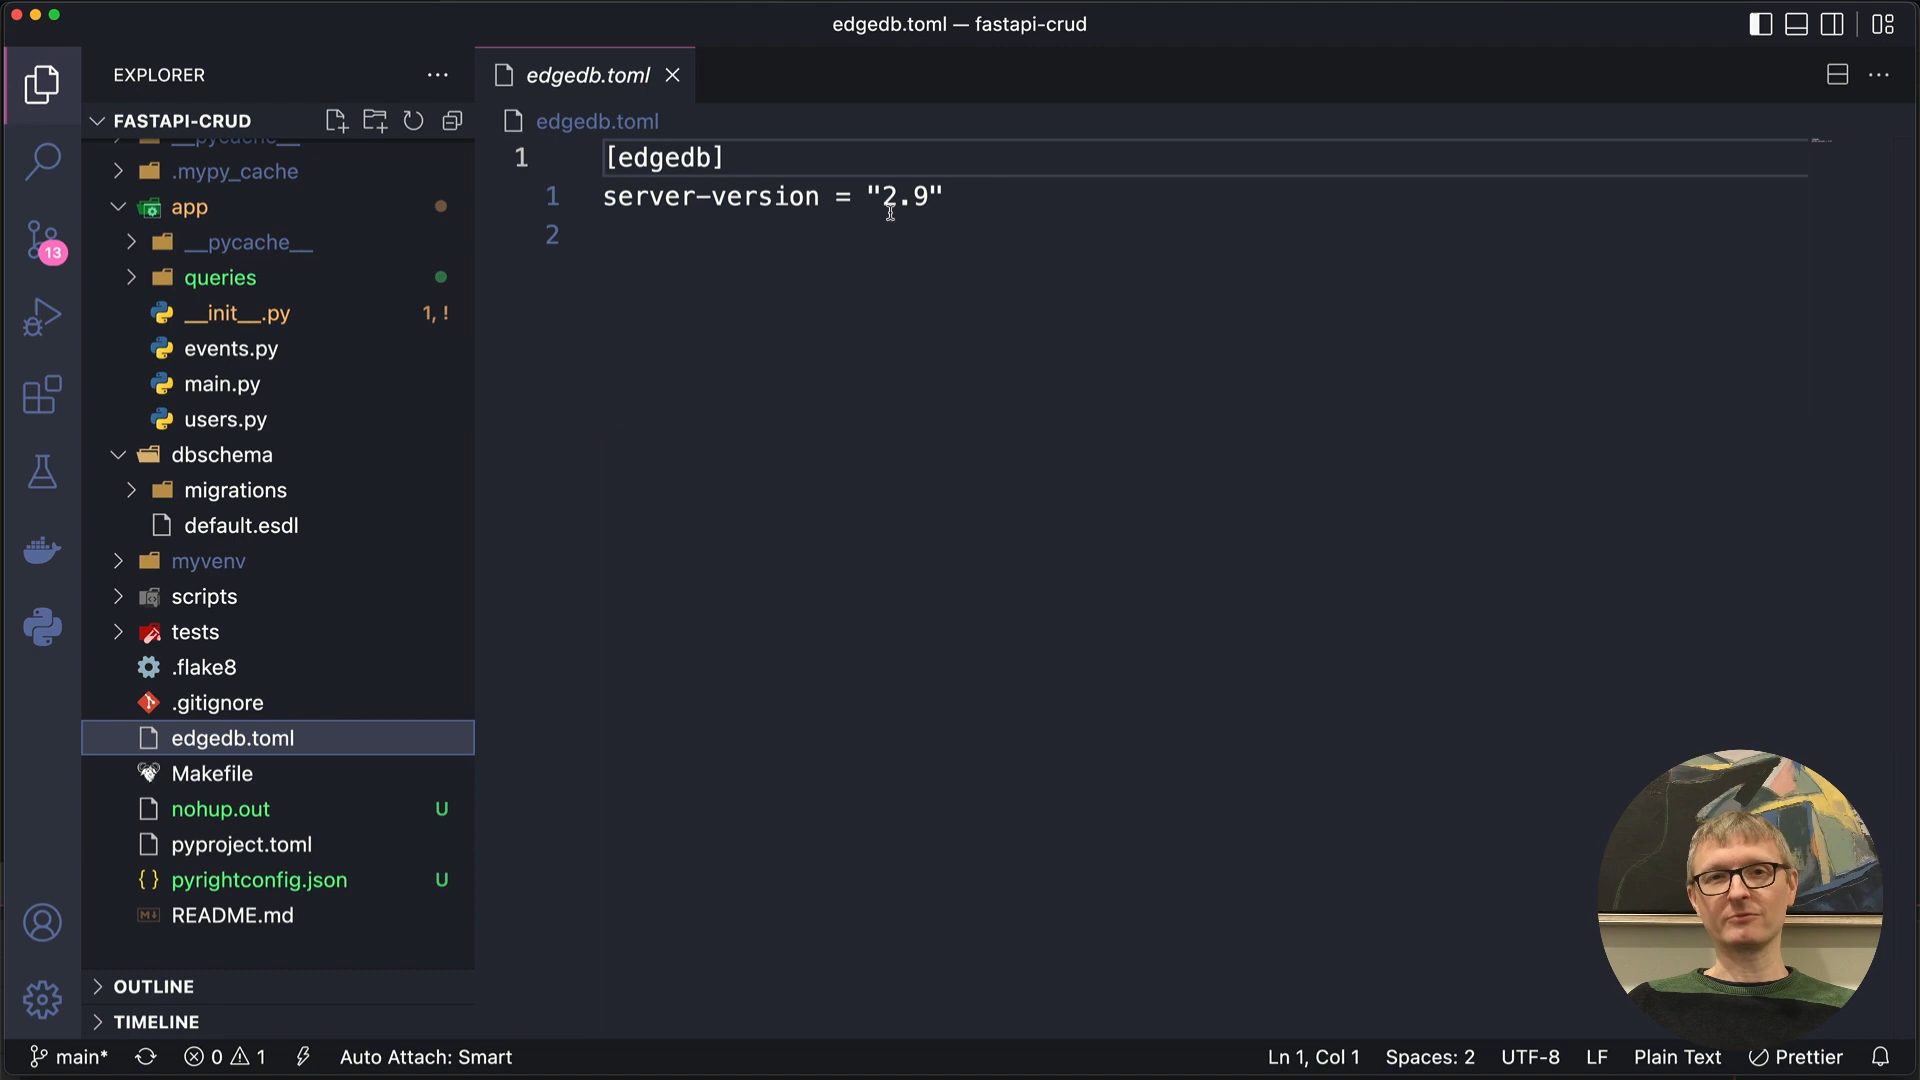 edgedb.toml — fastapi-crud
EXPLORER
FASTAPI-CRUD
__pycache__
.mypy_cache
app
__pycache__
queries
__init__.py 1, !
events.py
main.py
users.py
dbschema
migrations
default.esdl
myvenv
scripts
tests
.flake8
.gitignore
edgedb.toml
Makefile
nohup.out U
pyproject.toml
pyrightconfig.json U
README.md
OUTLINE
TIMELINE
13
edgedb.toml
edgedb.toml
1 [edgedb]
1 server-version = "2.9"
2
main* 0 1 Auto Attach: Smart
Ln 1, Col 1 Spaces: 2 UTF-8 LF Plain Text Prettier